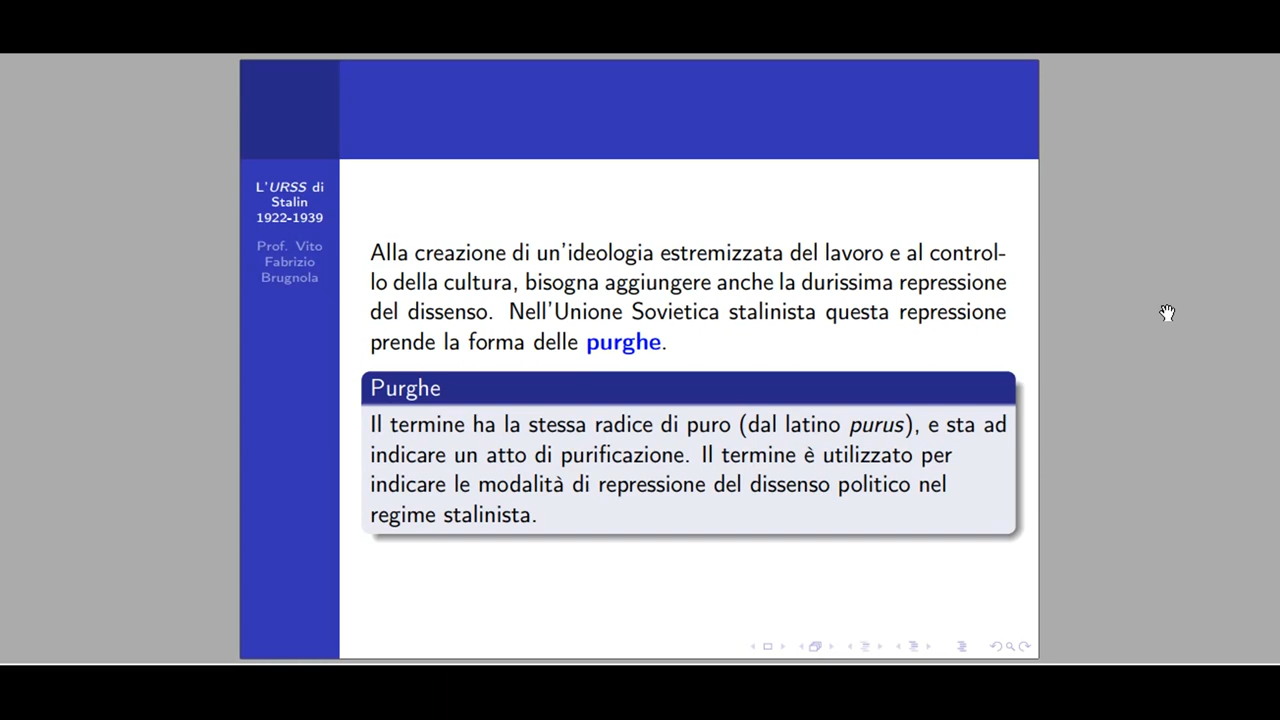 L'URSS di
Stalin
1922-1939
Prof. Vito
Fabrizio
Brugnola
Alla creazione di un'ideologia estremizzata del lavoro e al control-
lo della cultura, bisogna aggiungere anche la durissima repressione
del dissenso. Nell'Unione Sovietica stalinista questa repressione
prende la forma delle purghe.
Purghe
Il termine ha la stessa radice di puro (dal latino purus), e sta ad
indicare un atto di purificazione. Il termine è utilizzato per
indicare le modalità di repressione del dissenso politico nel
regime stalinista.